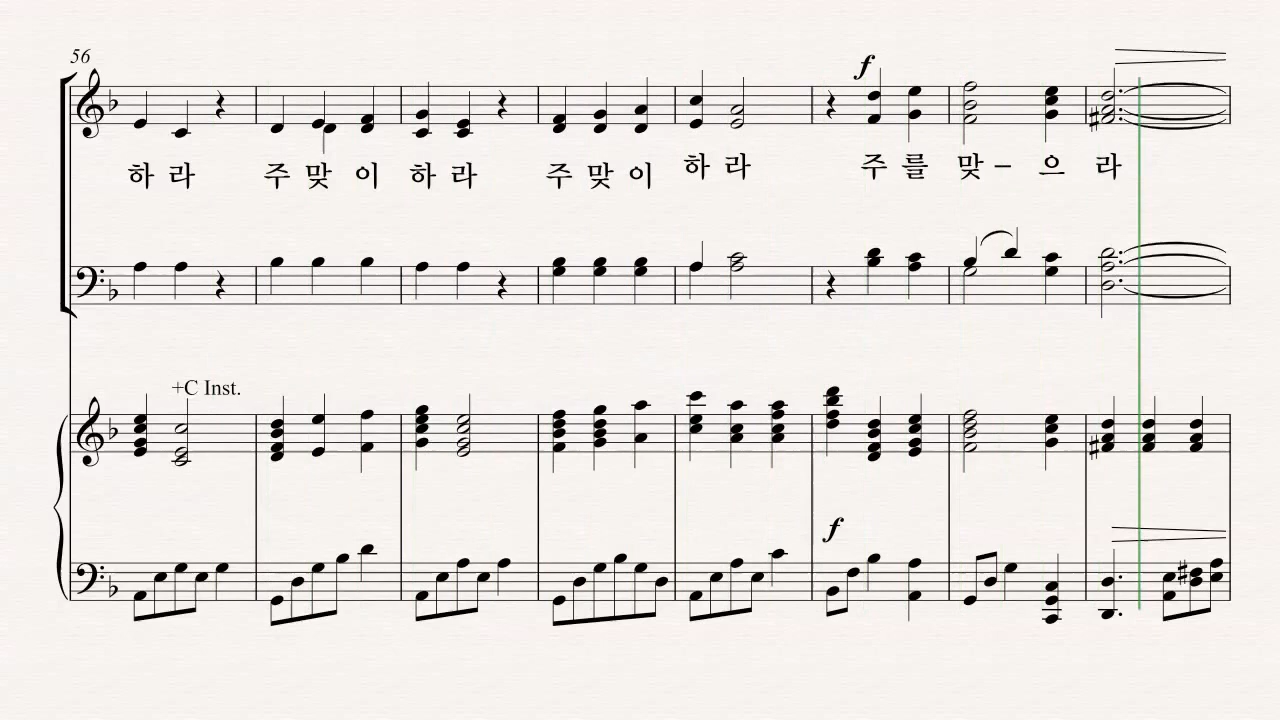 56
f
하 라 주 맞 이 하 라 주 맞 이 하 라 주 를 맞 – 으 라
+C Inst.
f